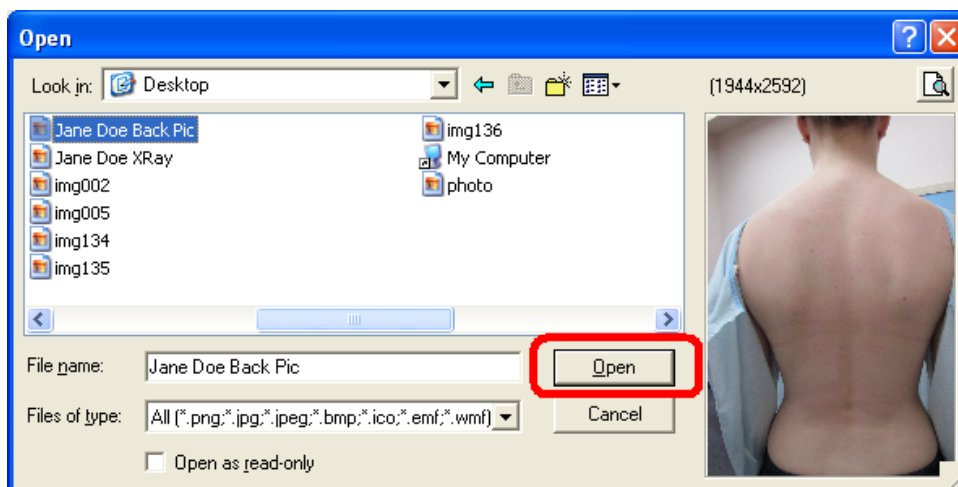 Open
Look in: Desktop (1944x2592)
Jane Doe Back Pic
Jane Doe XRay
img002
img005
img134
img135
img136
My Computer
photo
File name: Jane Doe Back Pic Open
Files of type: All (*.png;*.jpg;*.jpeg;*.bmp;*.ico;*.emf;*.wmf) Cancel
Open as read-only